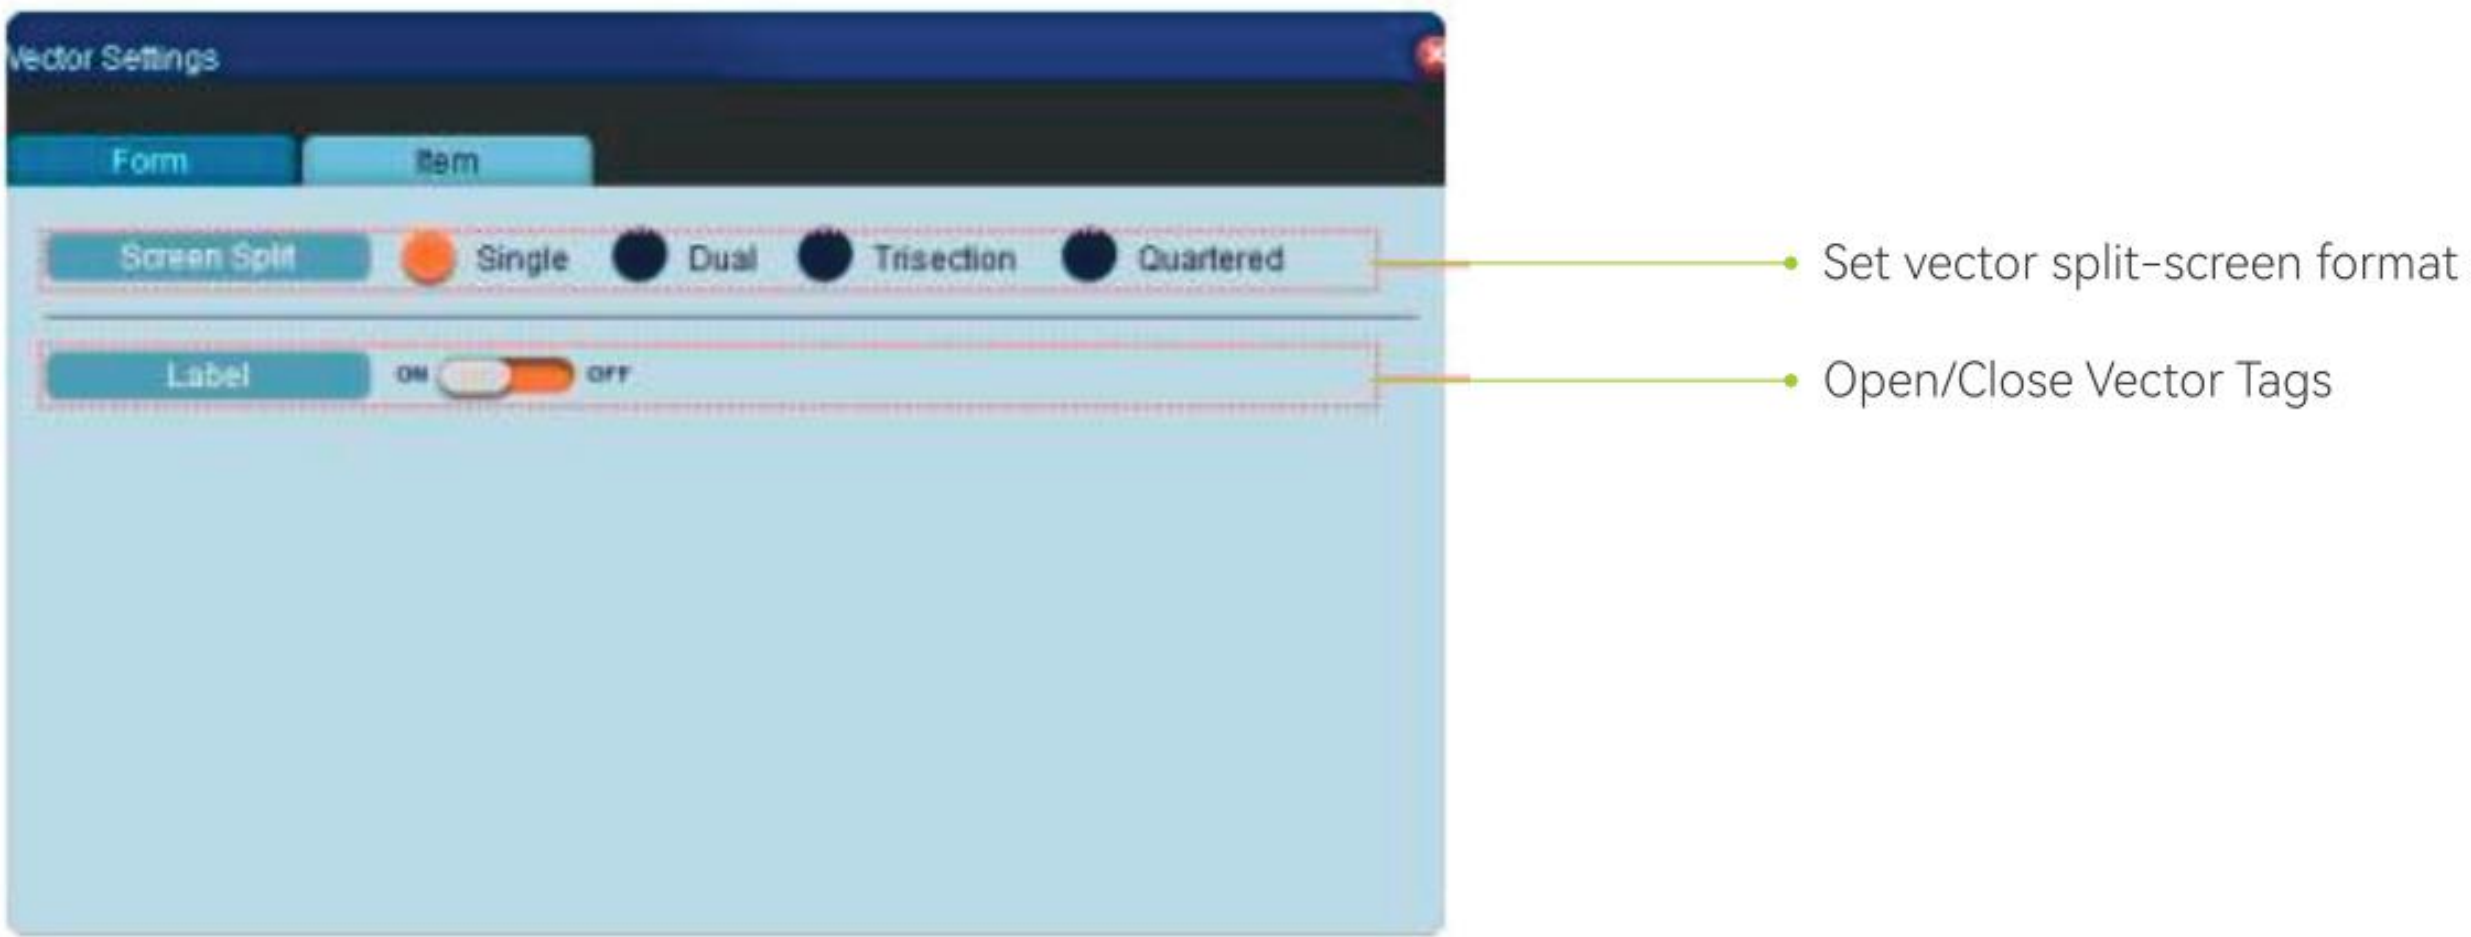 Vector Settings
Form Item
Screen Split Single Dual Trisection Quartered
Set vector split-screen format
Label ON OFF
Open/Close Vector Tags